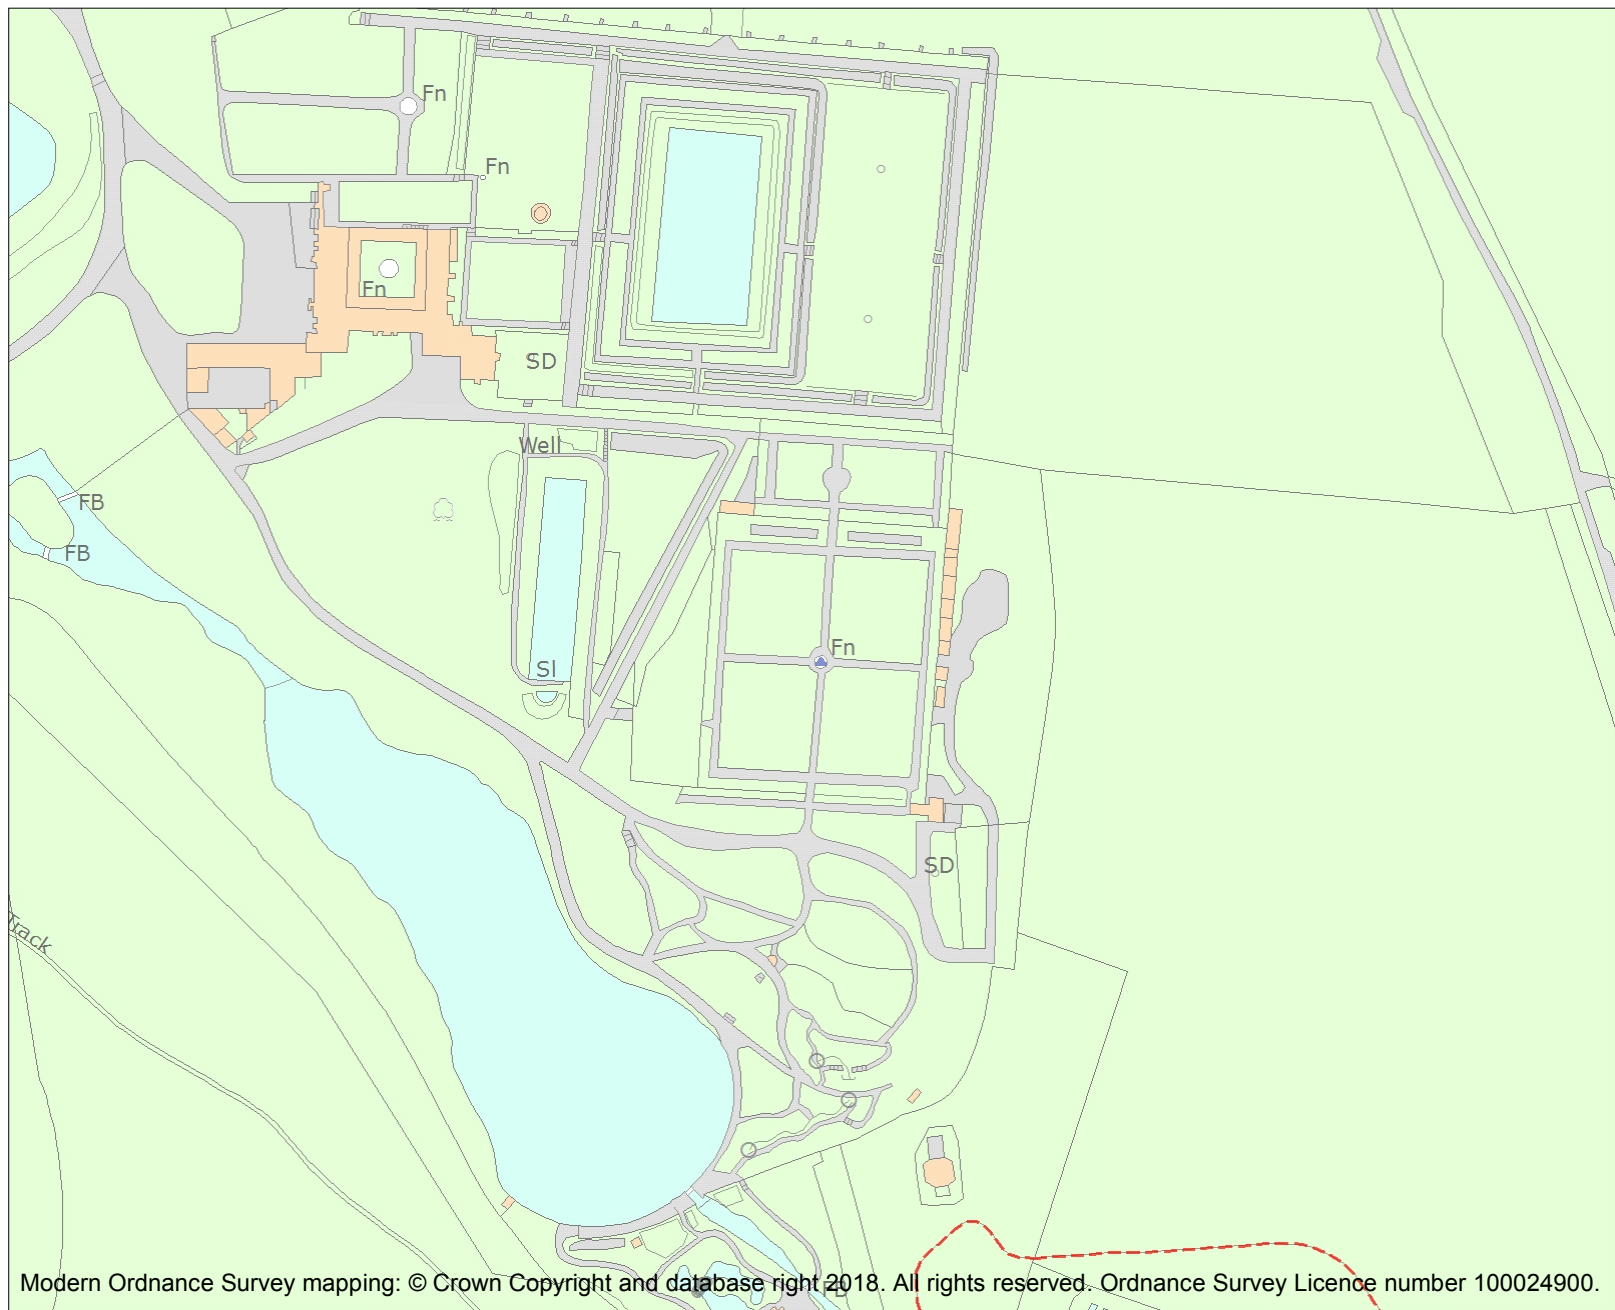 Fn
Fn
Fn
SD
Well
FB
FB
Fn
Sl
SD
Track
FB
Modern Ordnance Survey mapping: © Crown Copyright and database right 2018. All rights reserved. Ordnance Survey Licence number 100024900.